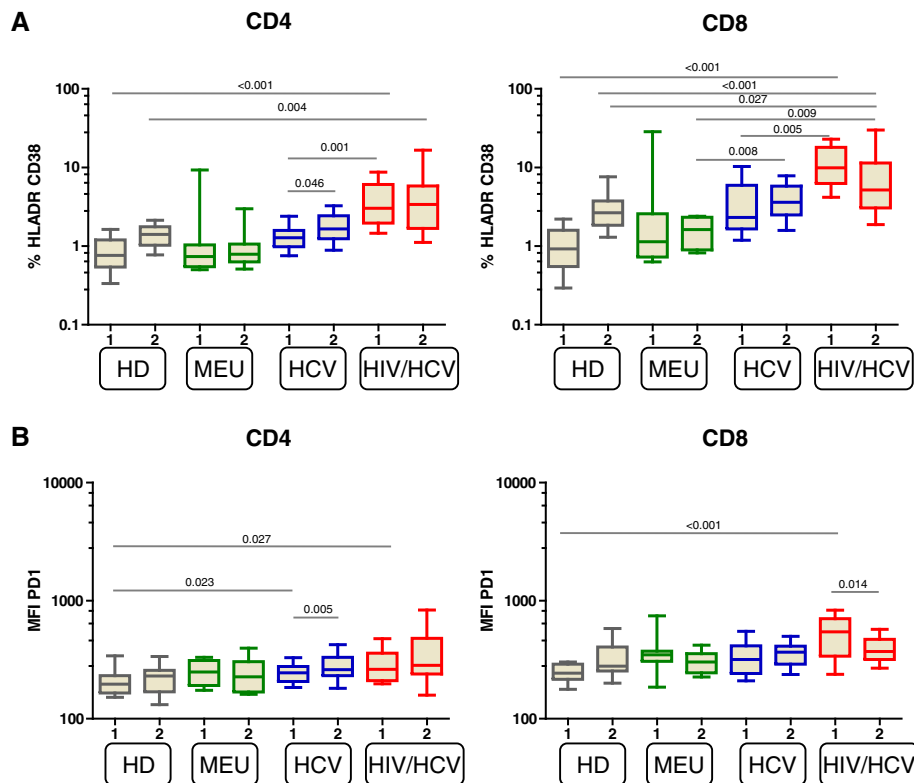 A
CD4
CD8
% HLADR CD38
100
10
1
0.1
<0.001
0.004
0.001
0.046
1 2 1 2 1 2 1 2
HD MEU HCV HIV/HCV
% HLADR CD38
100
10
1
0.1
<0.001
<0.001
0.027
0.009
0.005
0.008
1 2 1 2 1 2 1 2
HD MEU HCV HIV/HCV
B
CD4
CD8
MFI PD1
10000
1000
100
0.027
0.023
0.005
1 2 1 2 1 2 1 2
HD MEU HCV HIV/HCV
MFI PD1
10000
1000
100
<0.001
0.014
1 2 1 2 1 2 1 2
HD MEU HCV HIV/HCV